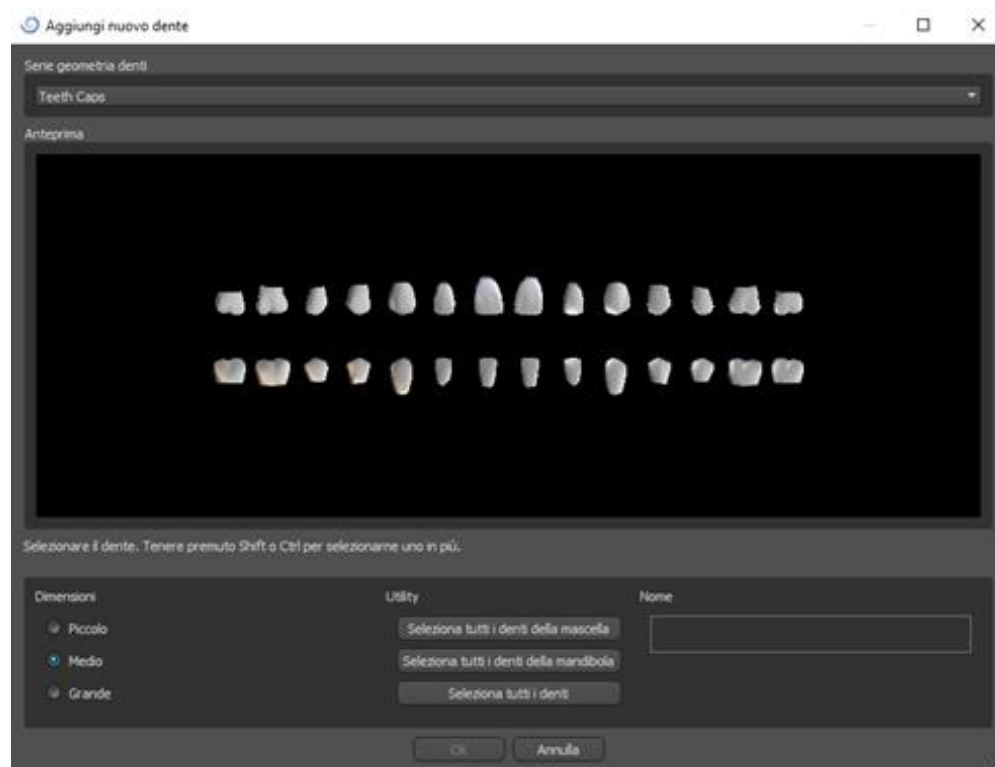 Aggiungi nuovo dente
Serie geometria denti
Teeth Caps
Anteprima
Selezionare il dente. Tenere premuto Shift o Ctrl per selezionarne uno in più.
Dimensioni
Utility
Nome
Piccolo
Seleziona tutti i denti della mascella
Medio
Seleziona tutti i denti della mandibola
Grande
Seleziona tutti i denti
Ok
Annulla